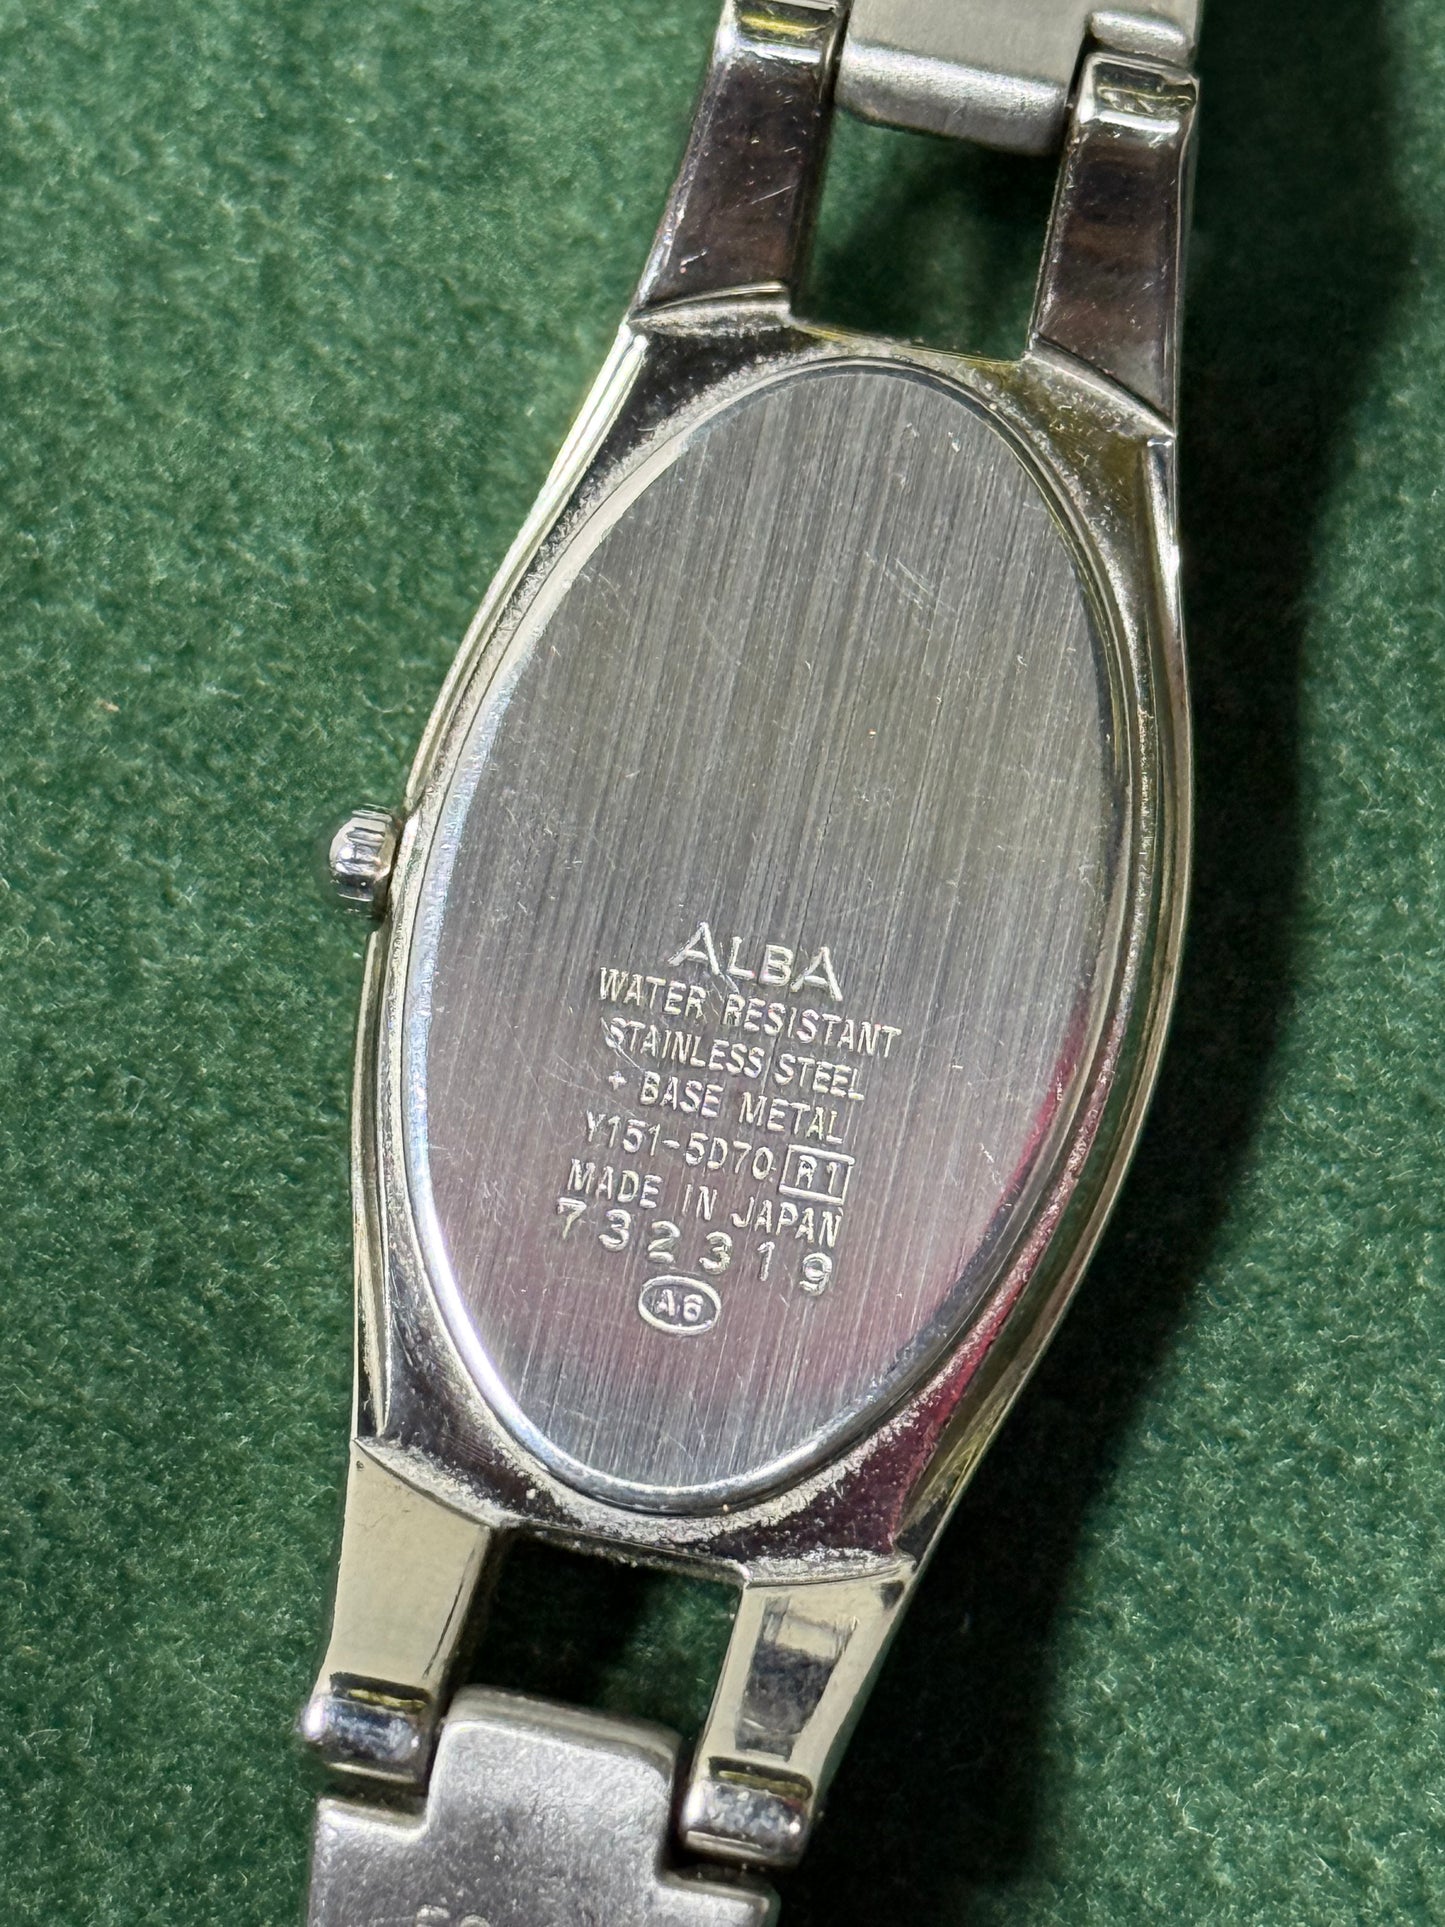 ALBA
WATER RESISTANT
STAINLESS STEEL
+ BASE METAL
Y151-5D70 R1
MADE IN JAPAN
732319
A6